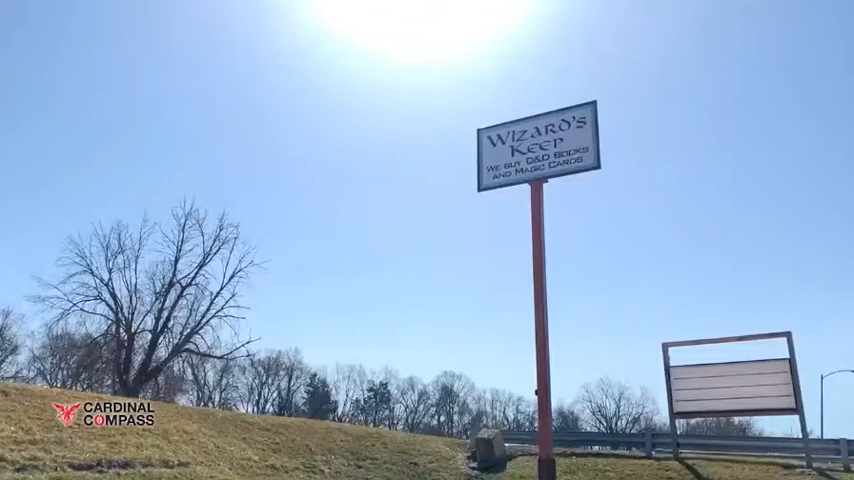 Wizard's
Keep
We buy D&D Books
and Magic Cards
CARDINAL
COMPASS